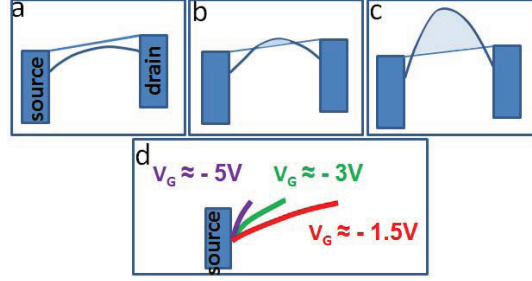 a
source
drain
b
c
d
V_G ≈ - 5V
V_G ≈ - 3V
V_G ≈ - 1.5V
source